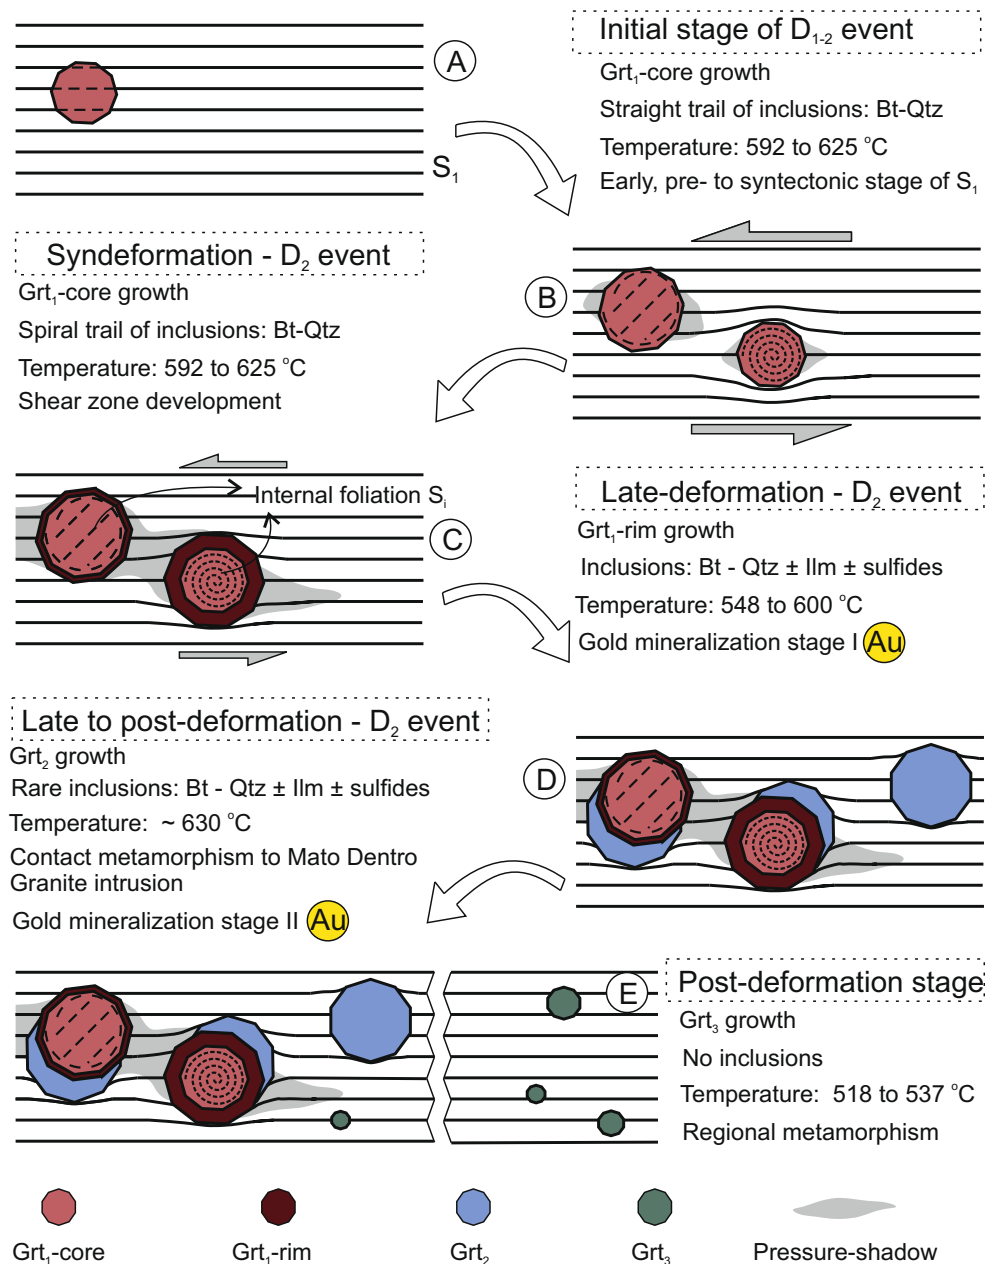 A
S₁
Initial stage of D₁₋₂ event
Grt₁-core growth
Straight trail of inclusions: Bt-Qtz
Temperature: 592 to 625 °C
Early, pre- to syntectonic stage of S₁
Syndeformation - D₂ event
Grt₁-core growth
Spiral trail of inclusions: Bt-Qtz
Temperature: 592 to 625 °C
Shear zone development
B
Internal foliation Sᵢ
C
Late-deformation - D₂ event
Grt₁-rim growth
Inclusions: Bt - Qtz ± Ilm ± sulfides
Temperature: 548 to 600 °C
Gold mineralization stage I Au
Late to post-deformation - D₂ event
Grt₂ growth
Rare inclusions: Bt - Qtz ± Ilm ± sulfides
Temperature: ~ 630 °C
Contact metamorphism to Mato Dentro
Granite intrusion
Gold mineralization stage II Au
D
E
Post-deformation stage
Grt₃ growth
No inclusions
Temperature: 518 to 537 °C
Regional metamorphism
Grt₁-core
Grt₁-rim
Grt₂
Grt₃
Pressure-shadow